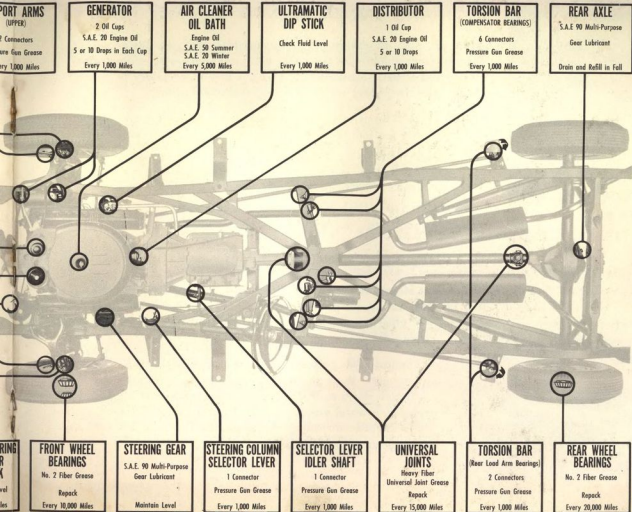 PORT ARMS
(UPPER)
Connectors
Gun Grease
1,000 Miles
GENERATOR
2 Oil Cups
S.A.E. 20 Engine Oil
5 or 10 Drops in Each Cup
Every 1,000 Miles
AIR CLEANER
OIL BATH
Engine Oil
S.A.E. 50 Summer
S.A.E. 20 Winter
Every 5,000 Miles
ULTRAMATIC
DIP STICK
Check Fluid Level
Every 1,000 Miles
DISTRIBUTOR
1 Oil Cup
S.A.E. 20 Engine Oil
5 or 10 Drops
Every 1,000 Miles
TORSION BAR
(COMPENSATOR BEARINGS)
6 Connectors
Pressure Gun Grease
Every 1,000 Miles
REAR AXLE
S.A.E. 90 Multi-Purpose
Gear Lubricant
Drain and Refill in Fall
RING
R
K
vel
les
FRONT WHEEL
BEARINGS
No. 2 Fiber Grease
Repack
Every 10,000 Miles
STEERING GEAR
S.A.E. 90 Multi-Purpose
Gear Lubricant
Maintain Level
STEERING COLUMN
SELECTOR LEVER
1 Connector
Pressure Gun Grease
Every 1,000 Miles
SELECTOR LEVER
IDLER SHAFT
1 Connector
Pressure Gun Grease
Every 1,000 Miles
UNIVERSAL
JOINTS
Heavy Fiber
Universal Joint Grease
Repack
Every 15,000 Miles
TORSION BAR
(Rear Load Arm Bearings)
2 Connectors
Pressure Gun Grease
Every 1,000 Miles
REAR WHEEL
BEARINGS
No. 2 Fiber Grease
Repack
Every 20,000 Miles